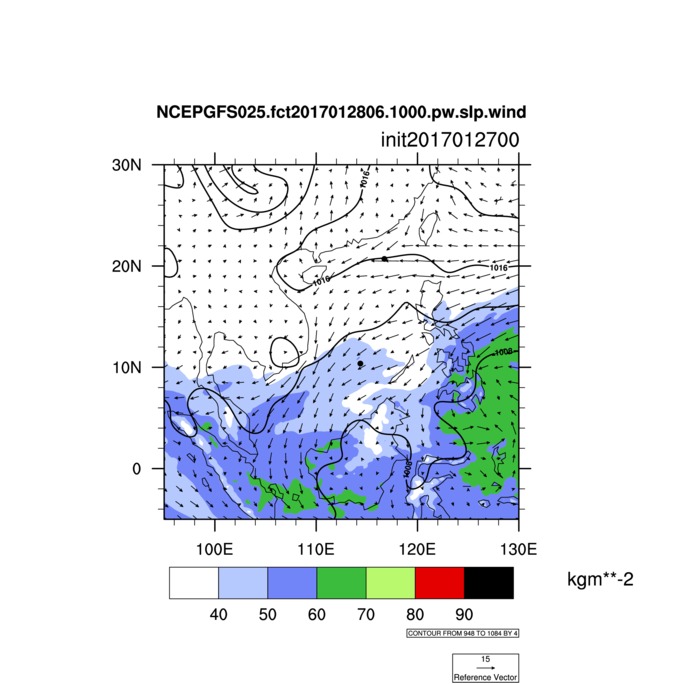 NCEPGFS025.fct2017012806.1000.pw.slp.wind
init2017012700
30N
20N
10N
0
1016
1016
1016
1008
1008
100E
110E
120E
130E
40
50
60
70
80
90
kgm**-2
CONTOUR FROM 948 TO 1084 BY 4
15
Reference Vector